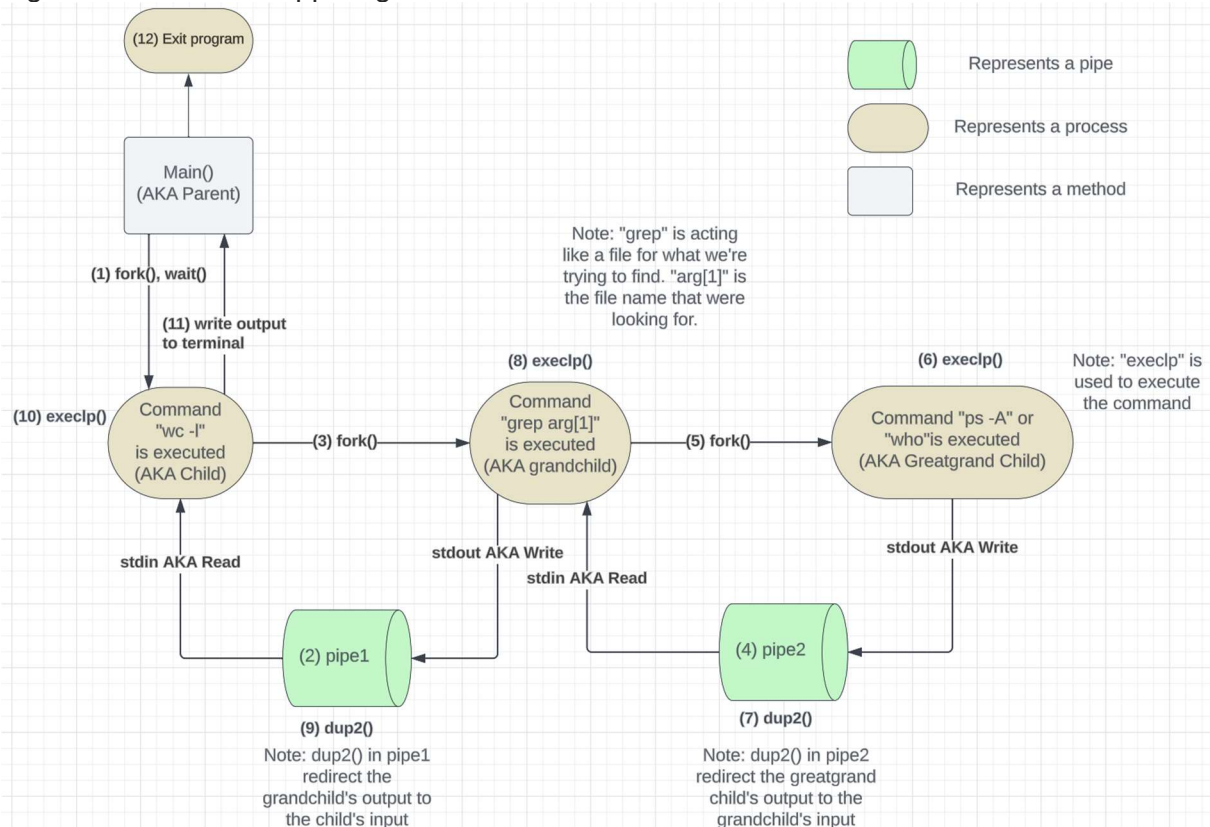 (12) Exit program
Represents a pipe
Represents a process
Represents a method
Main()
(AKA Parent)
(1) fork(), wait()
(11) write output
to terminal
Note: "grep" is acting
like a file for what we're
trying to find. "arg[1]" is
the file name that were
looking for.
(10) execlp()
Command
"wc -l"
is executed
(AKA Child)
(3) fork()
(8) execlp()
Command
"grep arg[1]"
is executed
(AKA grandchild)
(5) fork()
(6) execlp()
Command "ps -A" or
"who"is executed
(AKA Greatgrand Child)
Note: "execlp" is
used to execute
the command
stdin AKA Read
stdout AKA Write
stdin AKA Read
stdout AKA Write
(2) pipe1
(4) pipe2
(9) dup2()
Note: dup2() in pipe1
redirect the
grandchild's output to
the child's input
(7) dup2()
Note: dup2() in pipe2
redirect the greatgrand
child's output to the
grandchild's input